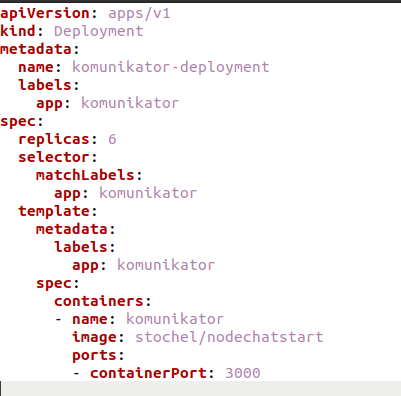 apiVersion: apps/v1
kind: Deployment
metadata:
  name: komunikator-deployment
  labels:
    app: komunikator
spec:
  replicas: 6
  selector:
    matchLabels:
      app: komunikator
  template:
    metadata:
      labels:
        app: komunikator
    spec:
      containers:
      - name: komunikator
        image: stochel/nodechatstart
        ports:
        - containerPort: 3000